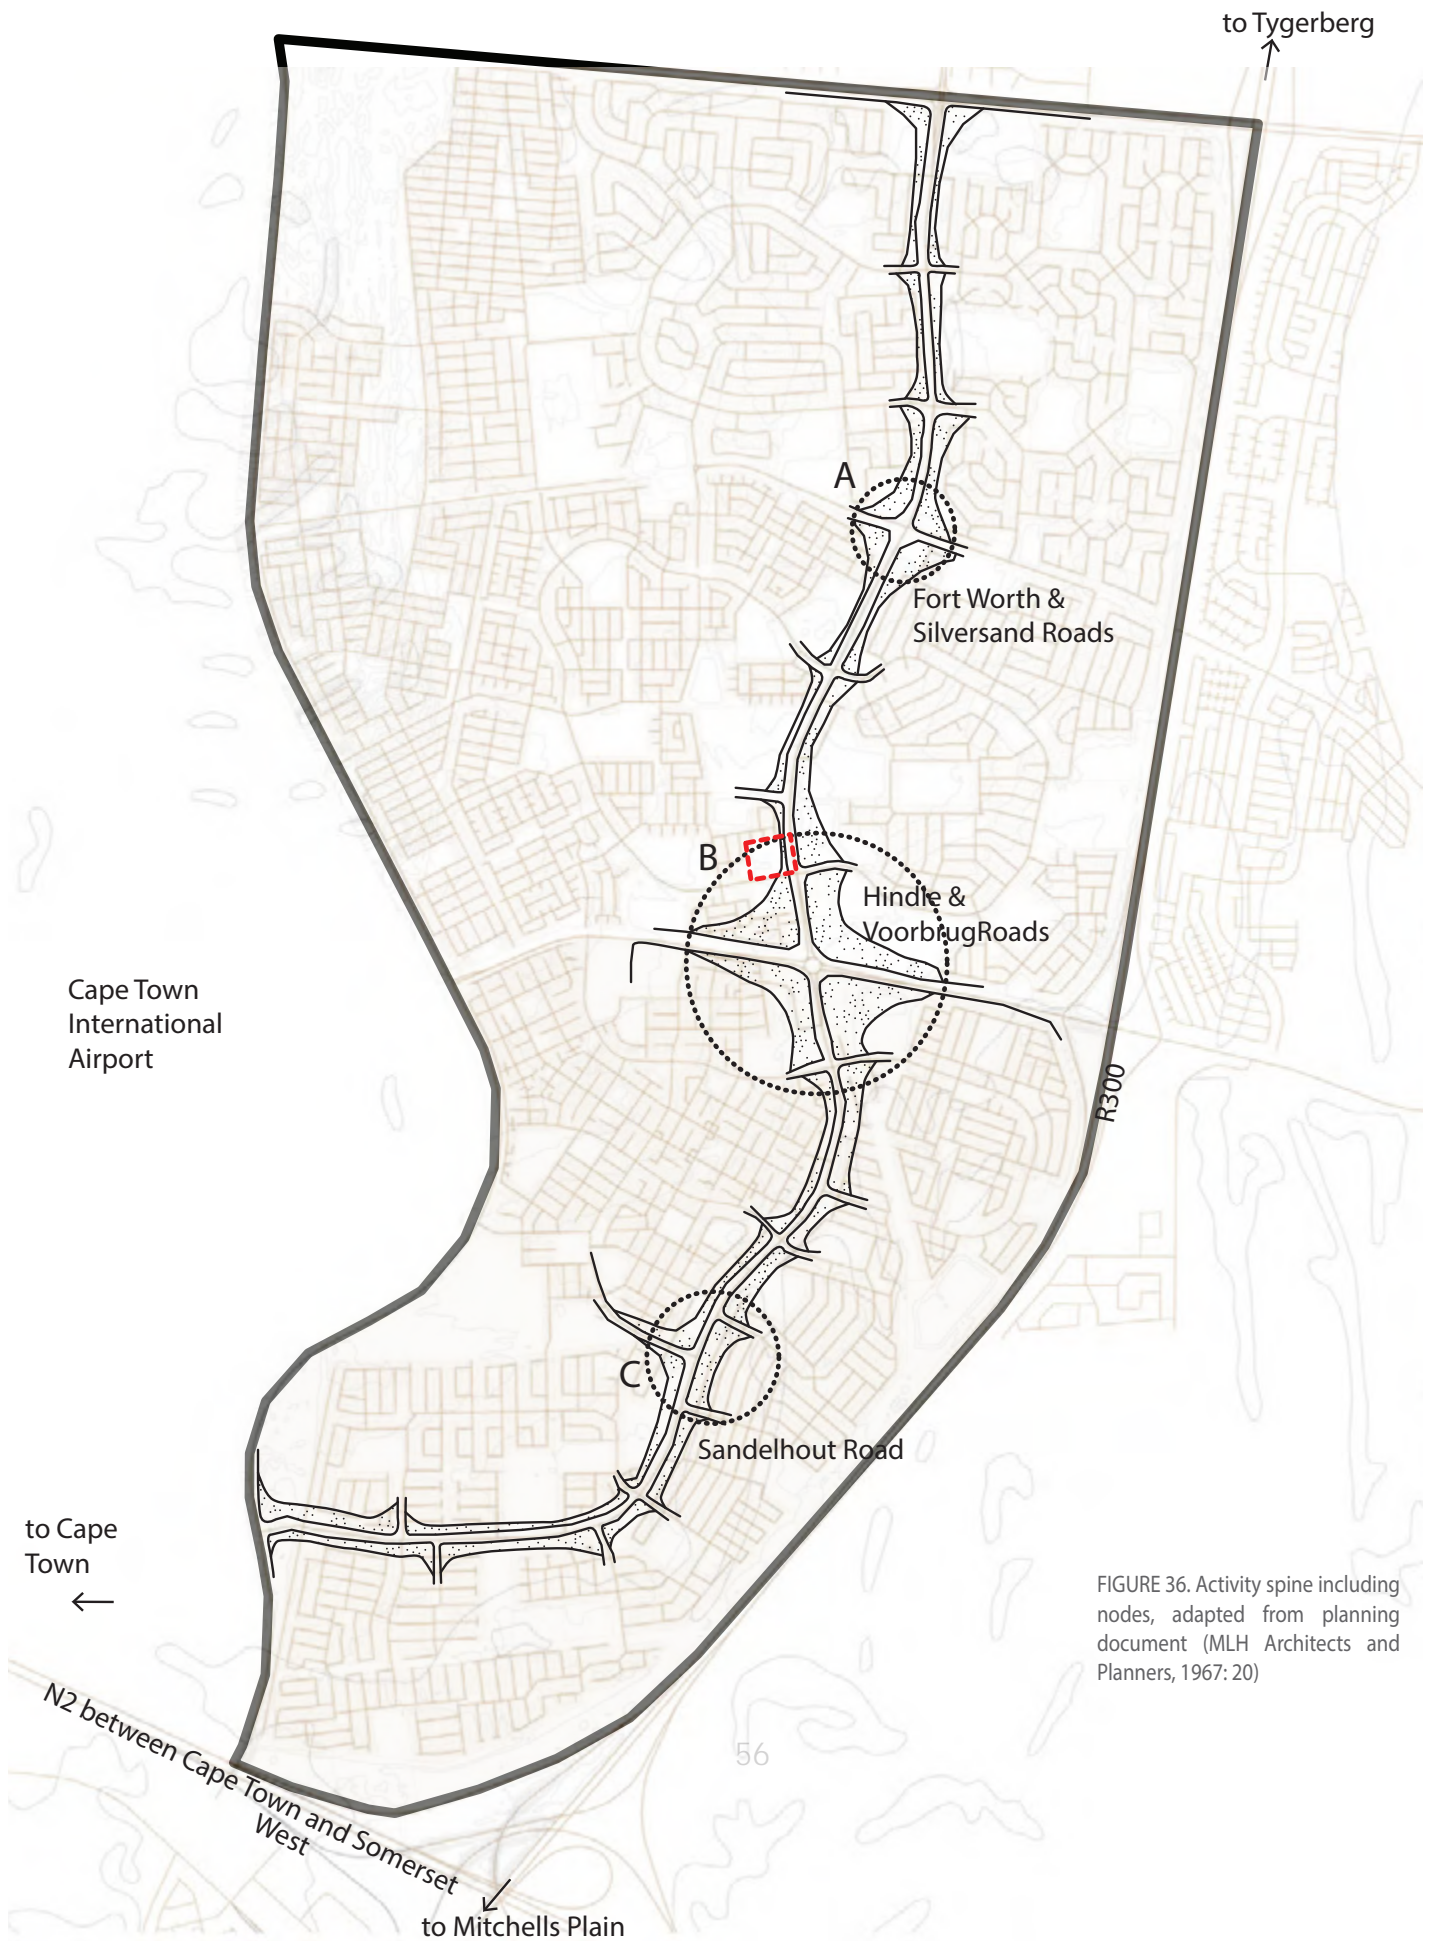 to Tygerberg
A
Fort Worth &
Silversand Roads
B
Hindle &
VoorbrugRoads
Cape Town
International
Airport
R300
C
Sandelhout Road
to Cape
Town
FIGURE 36. Activity spine including
nodes, adapted from planning
document (MLH Architects and
Planners, 1967: 20)
N2 between Cape Town and Somerset
West
56
to Mitchells Plain